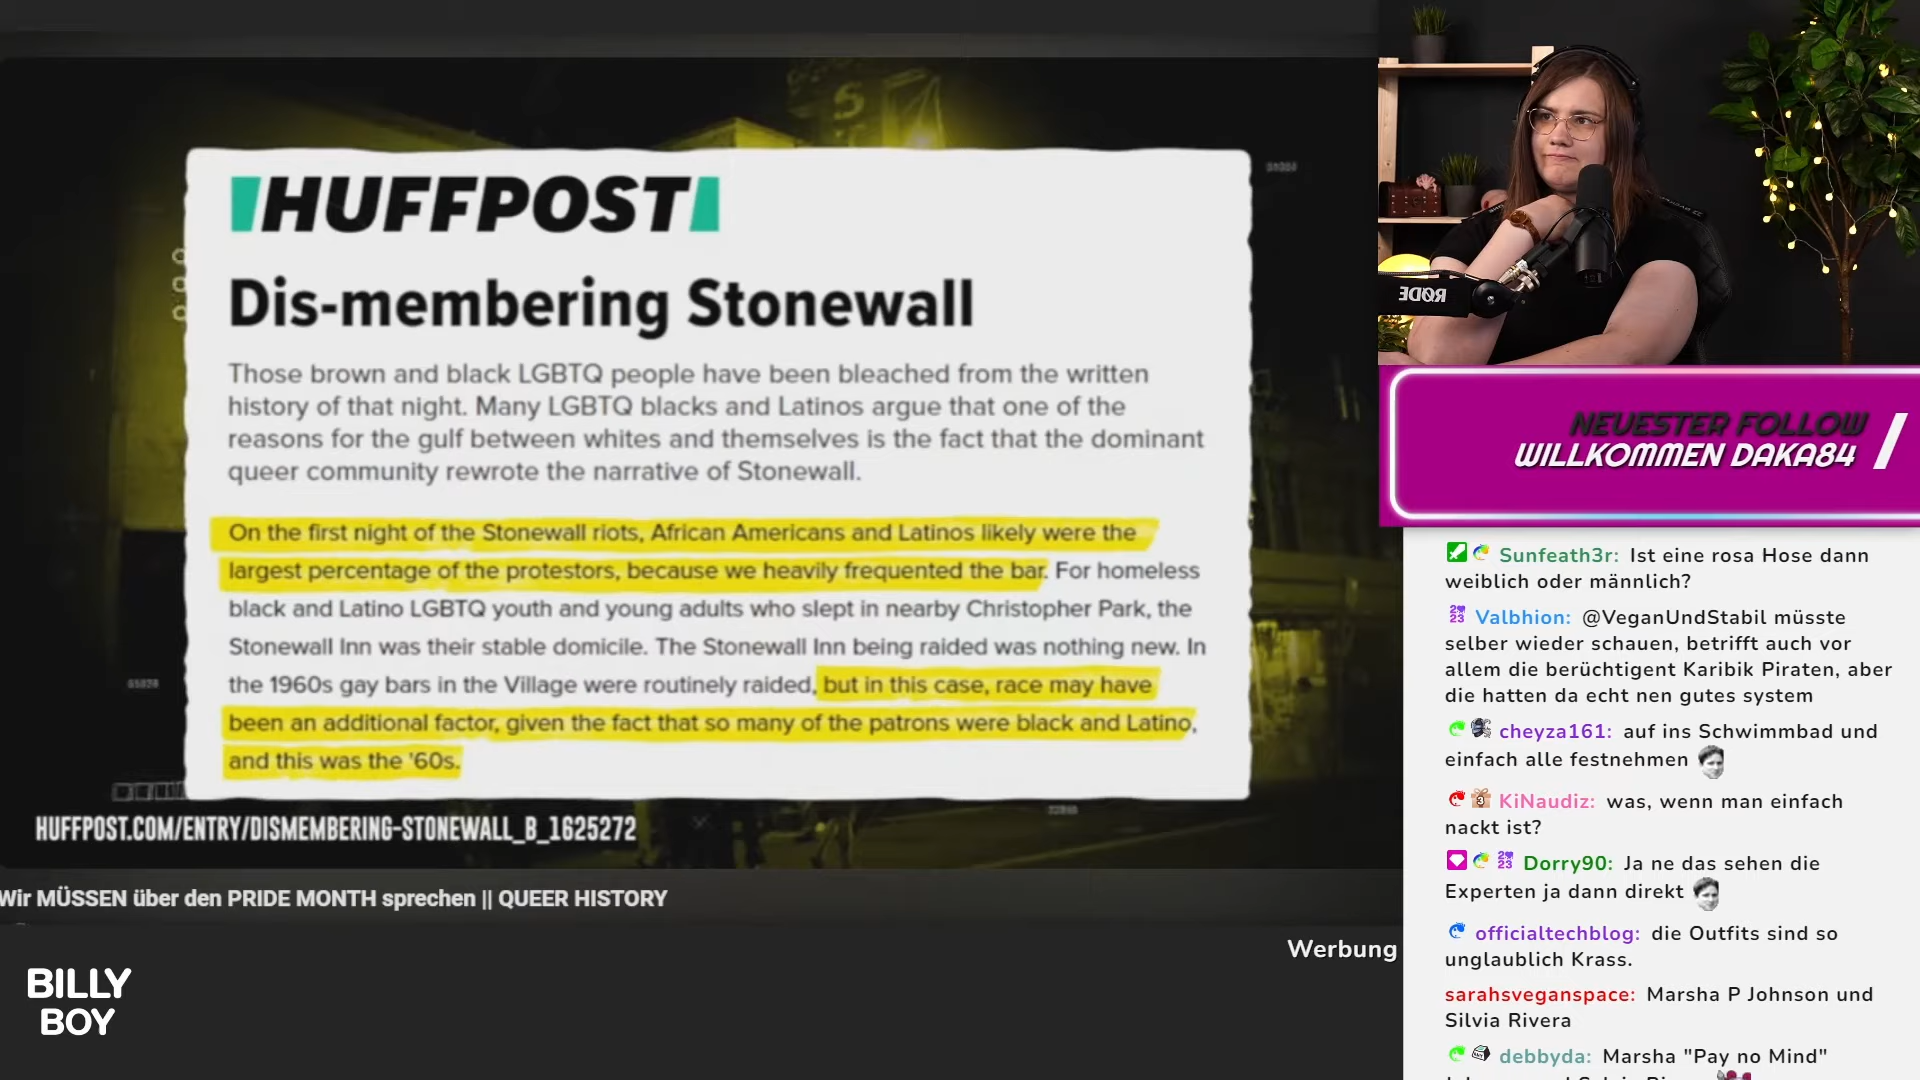 HUFFPOST
Dis-membering Stonewall
Those brown and black LGBTQ people have been bleached from the written
history of that night. Many LGBTQ blacks and Latinos argue that one of the
reasons for the gulf between whites and themselves is the fact that the dominant
queer community rewrote the narrative of Stonewall.
On the first night of the Stonewall riots, African Americans and Latinos likely were the
largest percentage of the protestors, because we heavily frequented the bar. For homeless
black and Latino LGBTQ youth and young adults who slept in nearby Christopher Park, the
Stonewall Inn was their stable domicile. The Stonewall Inn being raided was nothing new. In
the 1960s gay bars in the Village were routinely raided, but in this case, race may have
been an additional factor, given the fact that so many of the patrons were black and Latino,
and this was the '60s.
HUFFPOST.COM/ENTRY/DISMEMBERING-STONEWALL_B_1625272
Wir MÜSSEN über den PRIDE MONTH sprechen || QUEER HISTORY
Werbung
BILLY
BOY
RØDE
NEUESTER FOLLOW
WILLKOMMEN DAKA84
Sunfeath3r: Ist eine rosa Hose dann
weiblich oder männlich?
Valbhion: @VeganUndStabil müsste
selber wieder schauen, betrifft auch vor
allem die berüchtigent Karibik Piraten, aber
die hatten da echt nen gutes system
cheyza161: auf ins Schwimmbad und
einfach alle festnehmen
KiNaudiz: was, wenn man einfach
nackt ist?
Dorry90: Ja ne das sehen die
Experten ja dann direkt
officialtechblog: die Outfits sind so
unglaublich Krass.
sarahsveganspace: Marsha P Johnson und
Silvia Rivera
debbyda: Marsha "Pay no Mind"